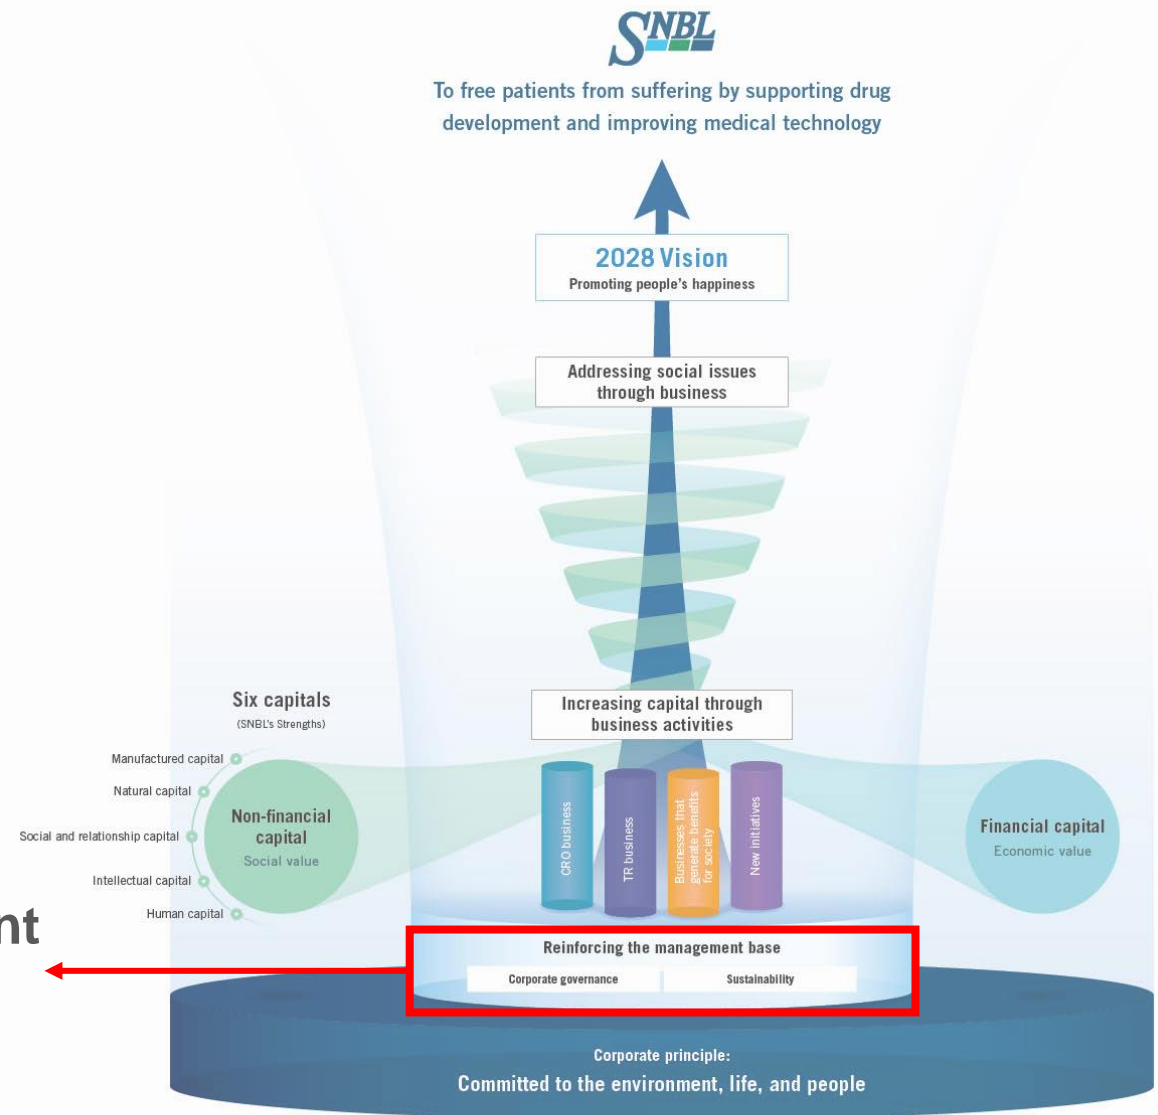 SNBL
To free patients from suffering by supporting drug
development and improving medical technology
2028 Vision
Promoting people's happiness
Addressing social issues
through business
Increasing capital through
business activities
Six capitals
(SNBL's Strengths)
Manufactured capital
Natural capital
Social and relationship capital
Intellectual capital
Human capital
Non-financial
capital
Social value
CRO business
TR business
Businesses that
generate benefits
for society
New initiatives
Financial capital
Economic value
nt
Reinforcing the management base
Corporate governance
Sustainability
Corporate principle:
Committed to the environment, life, and people